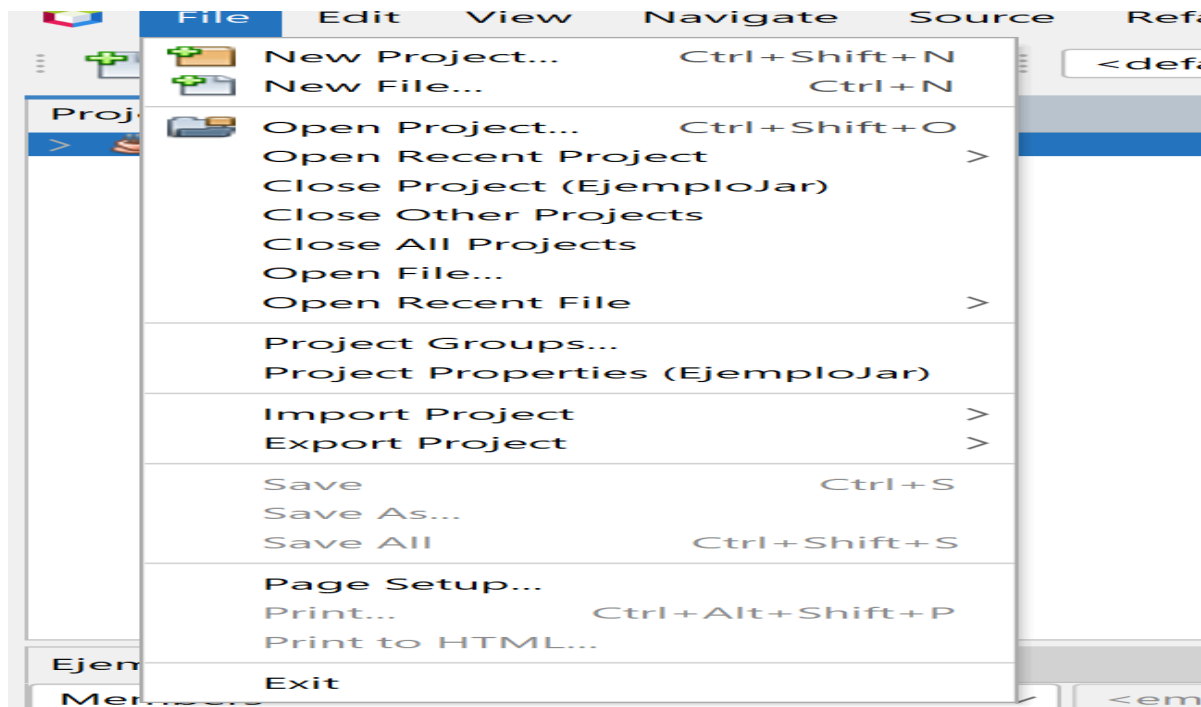 File Edit View Navigate Source Refa
New Project... Ctrl+Shift+N
<defa
New File... Ctrl+N
Proj
Open Project... Ctrl+Shift+O
Open Recent Project >
Close Project (EjemploJar)
Close Other Projects
Close All Projects
Open File...
Open Recent File >
Project Groups...
Project Properties (EjemploJar)
Import Project >
Export Project >
Save Ctrl+S
Save As...
Save All Ctrl+Shift+S
Page Setup...
Print... Ctrl+Alt+Shift+P
Print to HTML...
Ejem
Exit
Members
<em